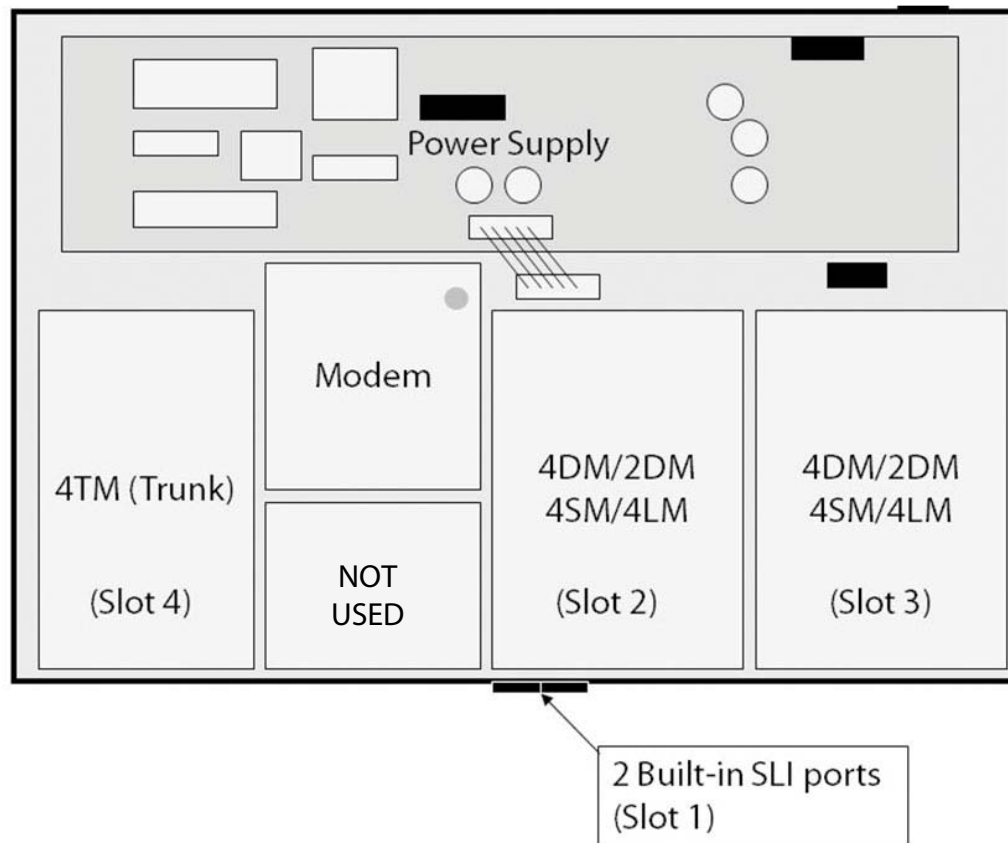 Power Supply
Modem
4TM (Trunk)
(Slot 4)
NOT
USED
4DM/2DM
4SM/4LM
(Slot 2)
4DM/2DM
4SM/4LM
(Slot 3)
2 Built-in SLI ports
(Slot 1)